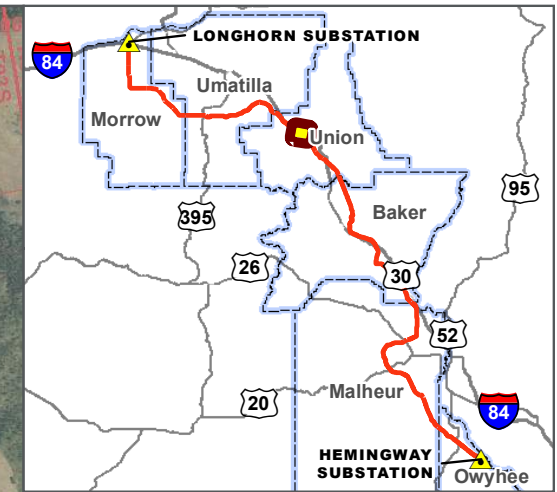 LONGHORN SUBSTATION
84
Umatilla
Morrow
Union
95
395
Baker
26
30
52
Malheur
20
84
HEMINGWAY
SUBSTATION
Owyhee